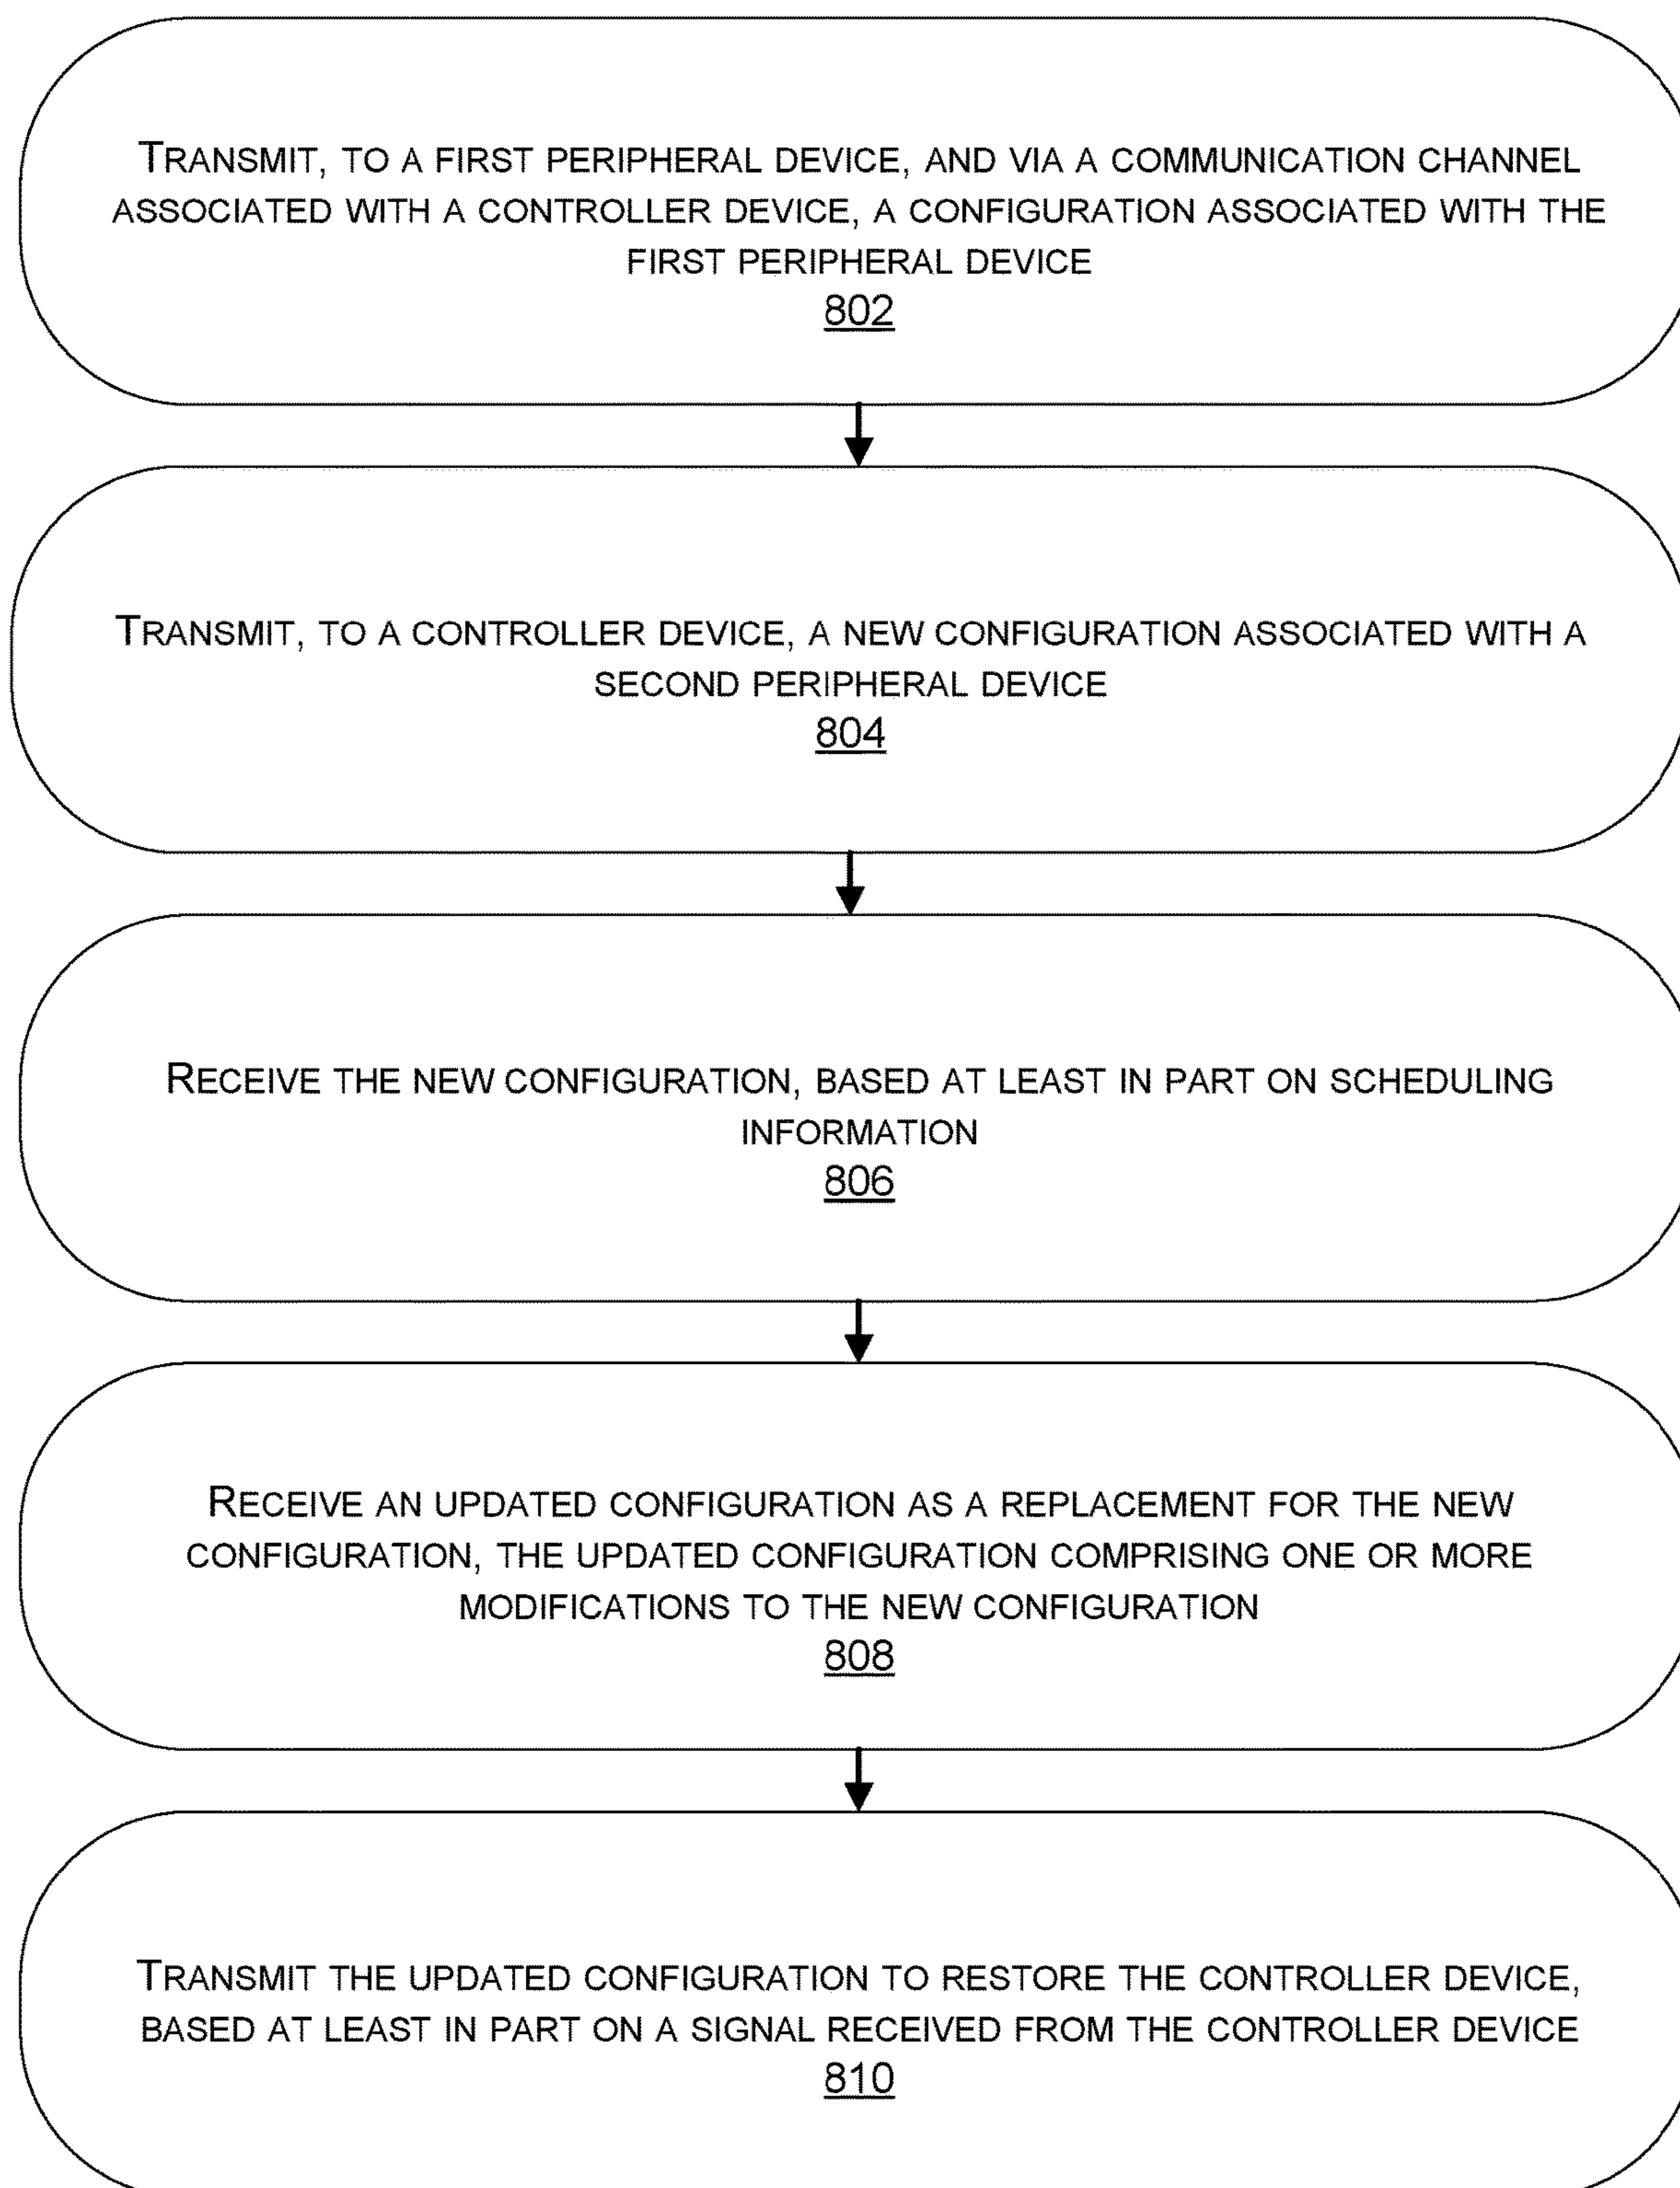 TRANSMIT, TO A FIRST PERIPHERAL DEVICE, AND VIA A COMMUNICATION CHANNEL
ASSOCIATED WITH A CONTROLLER DEVICE, A CONFIGURATION ASSOCIATED WITH THE
FIRST PERIPHERAL DEVICE
802
TRANSMIT, TO A CONTROLLER DEVICE, A NEW CONFIGURATION ASSOCIATED WITH A
SECOND PERIPHERAL DEVICE
804
RECEIVE THE NEW CONFIGURATION, BASED AT LEAST IN PART ON SCHEDULING
INFORMATION
806
RECEIVE AN UPDATED CONFIGURATION AS A REPLACEMENT FOR THE NEW
CONFIGURATION, THE UPDATED CONFIGURATION COMPRISING ONE OR MORE
MODIFICATIONS TO THE NEW CONFIGURATION
808
TRANSMIT THE UPDATED CONFIGURATION TO RESTORE THE CONTROLLER DEVICE,
BASED AT LEAST IN PART ON A SIGNAL RECEIVED FROM THE CONTROLLER DEVICE
810